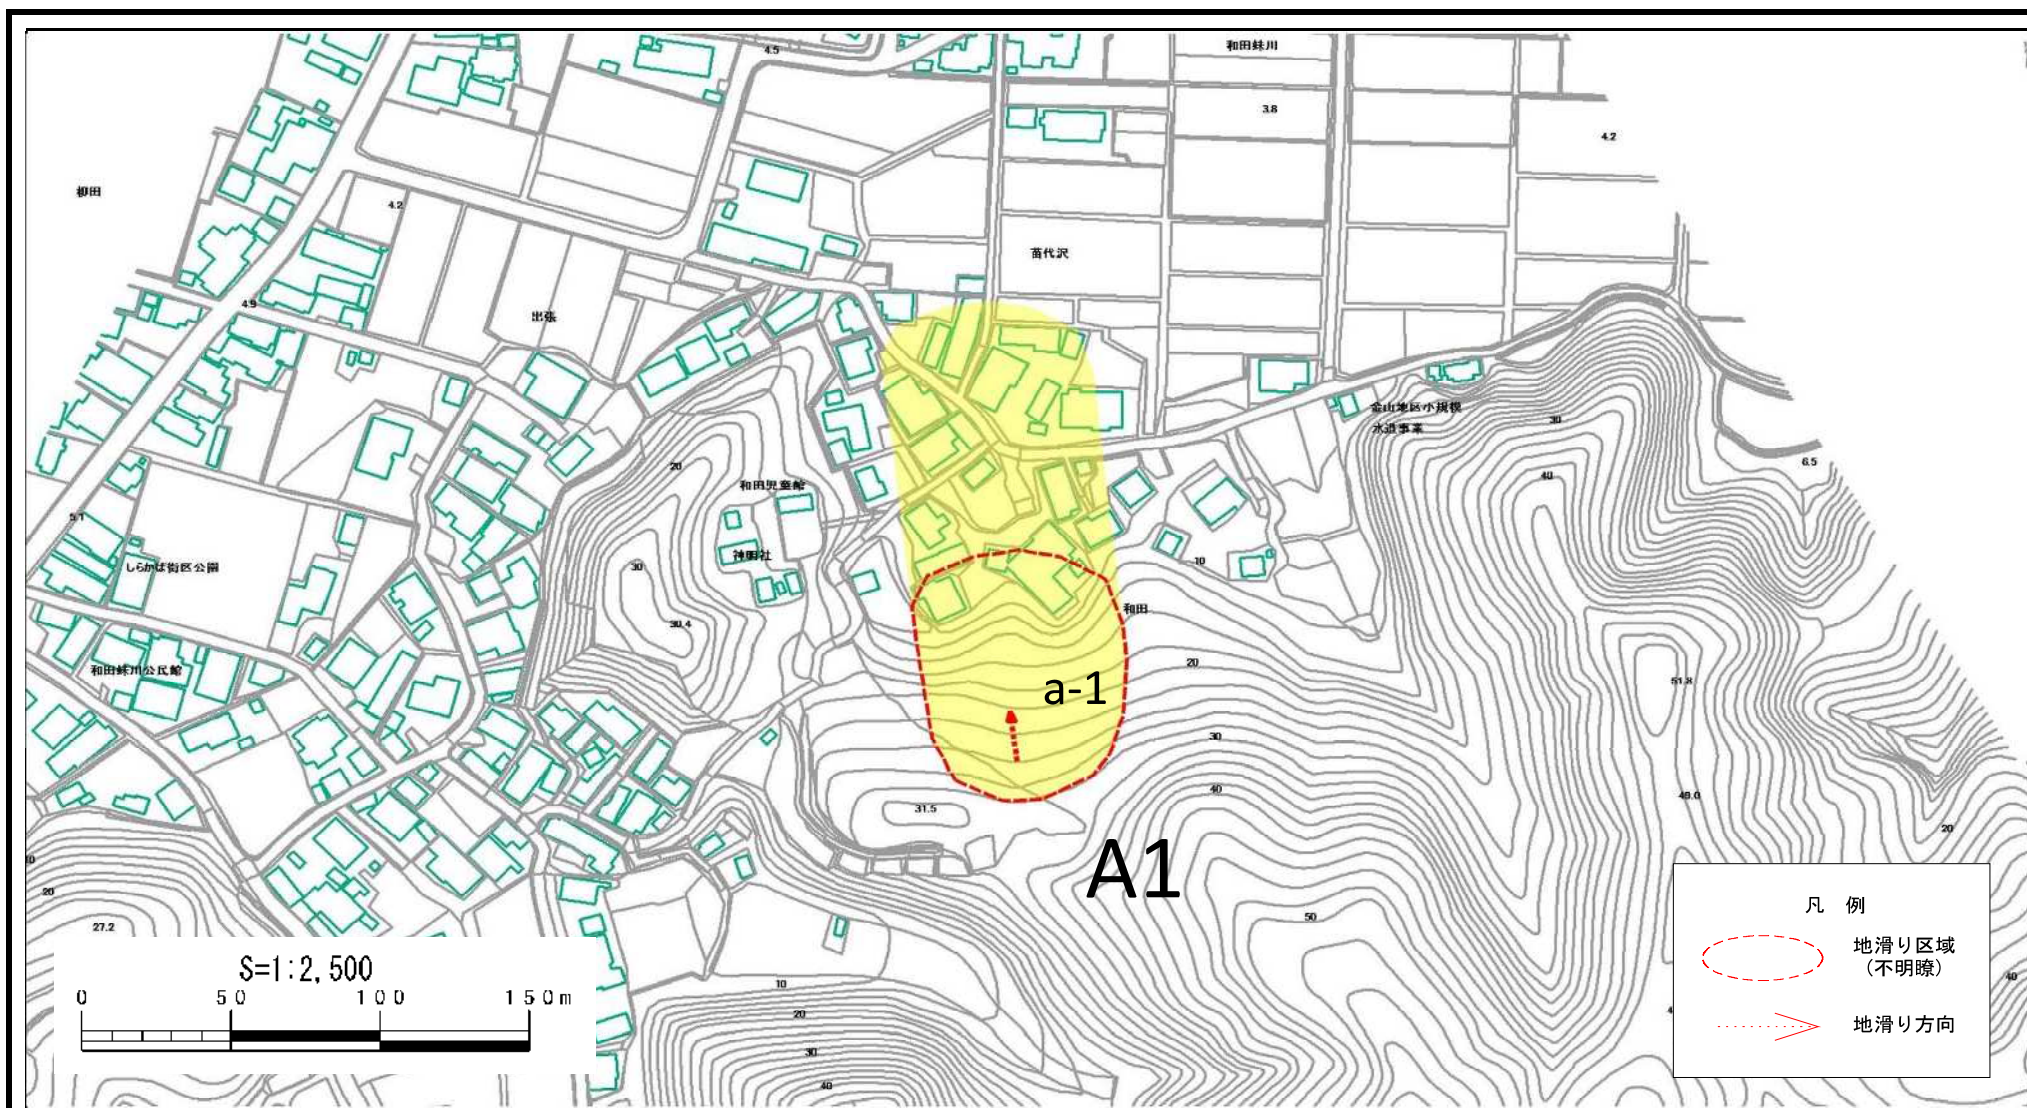 和田妹川
4.5
3.8
4.2
柳田
4.2
苗代沢
4.9
出張
金山地区小規模
水道事業
30
20
40
6.5
和田児童館
5.1
神明社
しらかば街区公園
30
10
和田
30.4
20
和田妹川公民館
a-1
51.8
30
40
49.0
31.5
20
A1
10
20
27.2
50
凡 例
地滑り区域
(不明瞭)
地滑り方向
40
4
S=1:2,500
0 50 100 150m
10
20
30
40